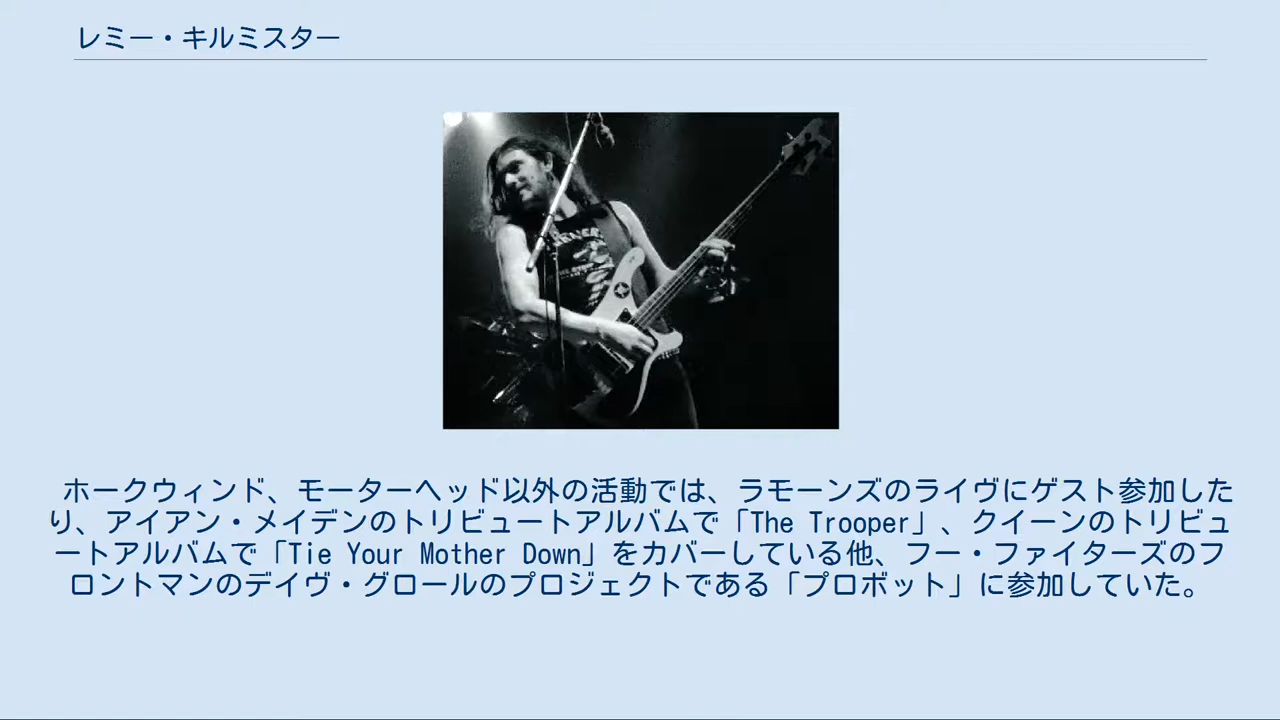 レミー・キルミスター
ホークウィンド、モーターヘッド以外の活動では、ラモーンズのライヴにゲスト参加した
り、アイアン・メイデンのトリビュートアルバムで「The Trooper」、クイーンのトリビュ
ートアルバムで「Tie Your Mother Down」をカバーしている他、フー・ファイターズのフ
ロントマンのデイヴ・グロールのプロジェクトである「プロボット」に参加していた。